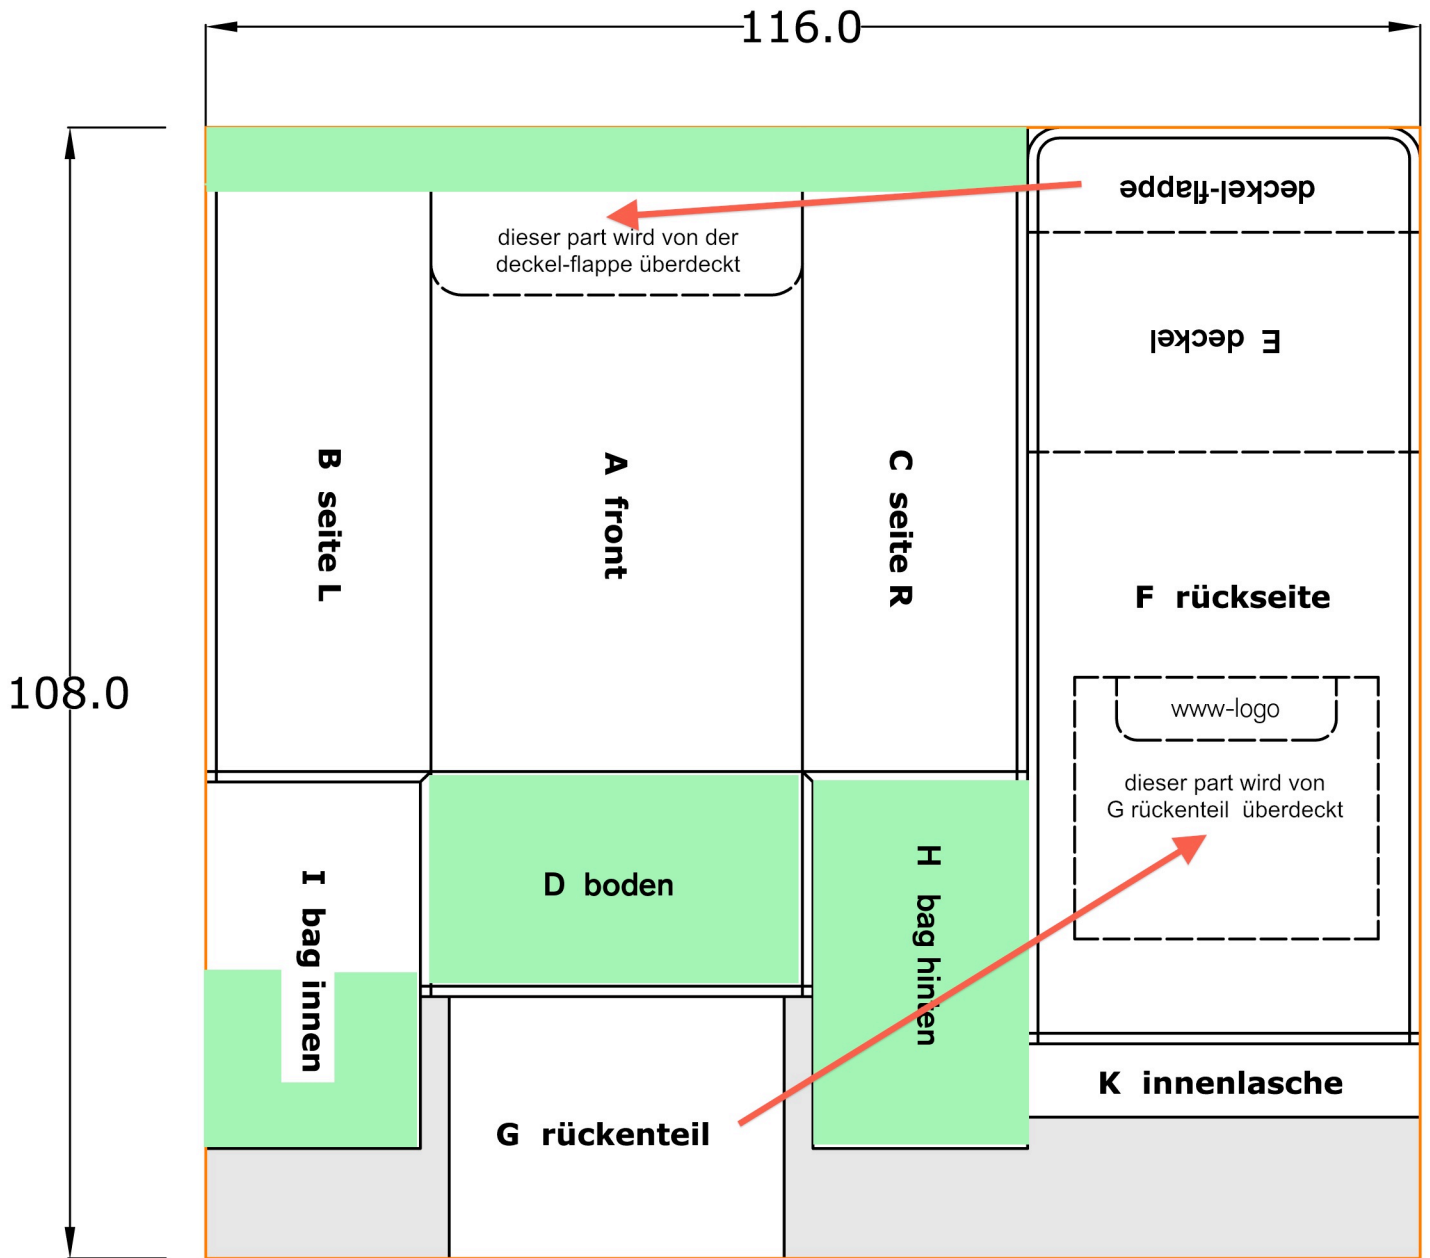 116.0
deckel-flappe
dieser part wird von der
deckel-flappe überdeckt
E deckel
B seite L
A front
C seite R
F rückseite
108.0
www-logo
dieser part wird von
G rückenteil überdeckt
I bag innen
D boden
H bag hinten
K innenlasche
G rückenteil